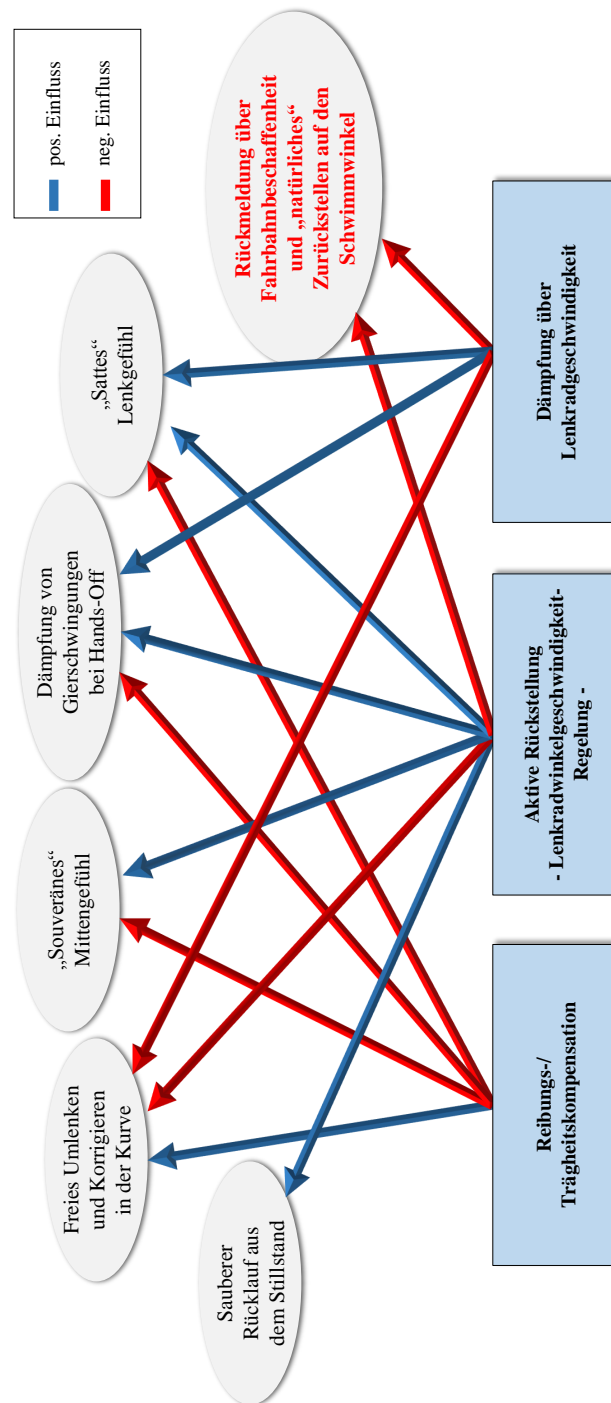 pos. Einfluss
neg. Einfluss
Sauberer
Rücklauf aus
dem Stillstand
Freies Umlenken
und Korrigieren
in der Kurve
„Souveränes“
Mittengefühl
Dämpfung von
Gierschwingungen
bei Hands-Off
„Sattes“
Lenkgefühl
Rückmeldung über
Fahrbahnbeschaffenheit
und „natürliches”
Zurückstellen auf den
Schwimmwinkel
Reibungs-/
Trägheitskompensation
Aktive Rückstellung
- Lenkradwinkelgeschwindigkeit-
Regelung -
Dämpfung über
Lenkradgeschwindigkeit